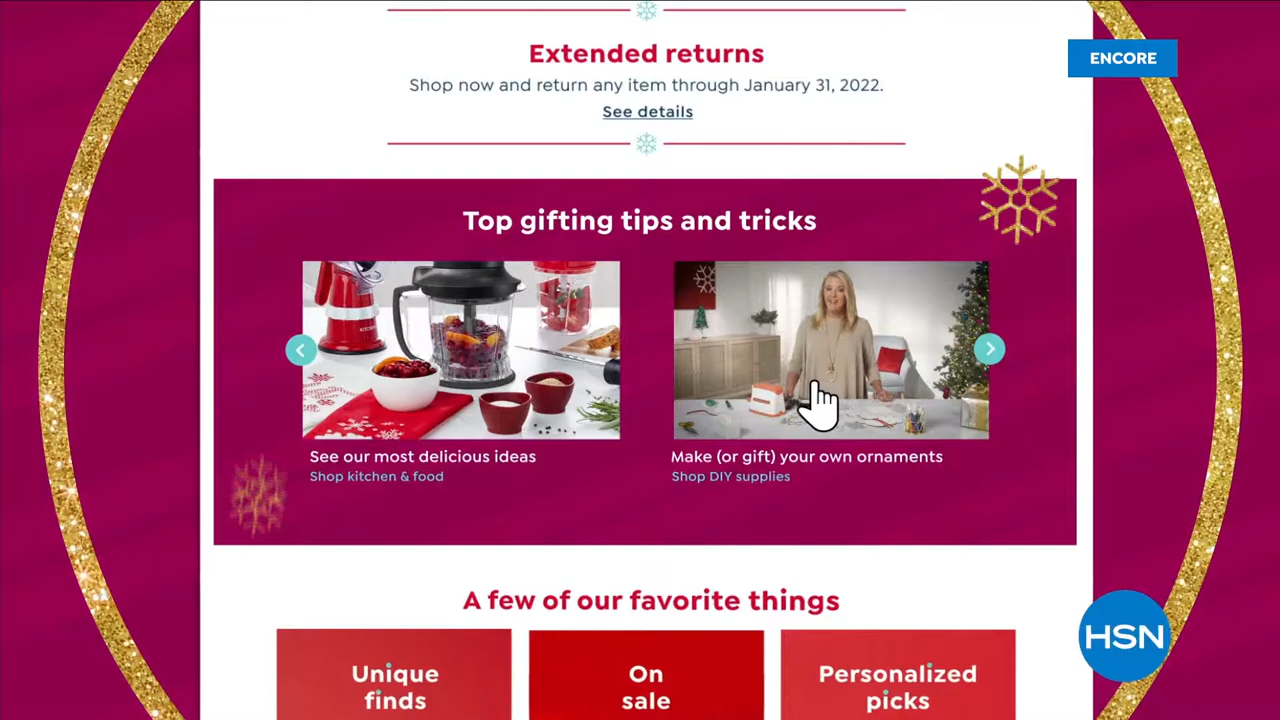 Extended returns
ENCORE
Shop now and return any item through January 31, 2022.
See details
Top gifting tips and tricks
See our most delicious ideas
Shop kitchen & food
Make (or gift) your own ornaments
Shop DIY supplies
A few of our favorite things
Unique
finds
On
sale
Personalized
picks
HSN